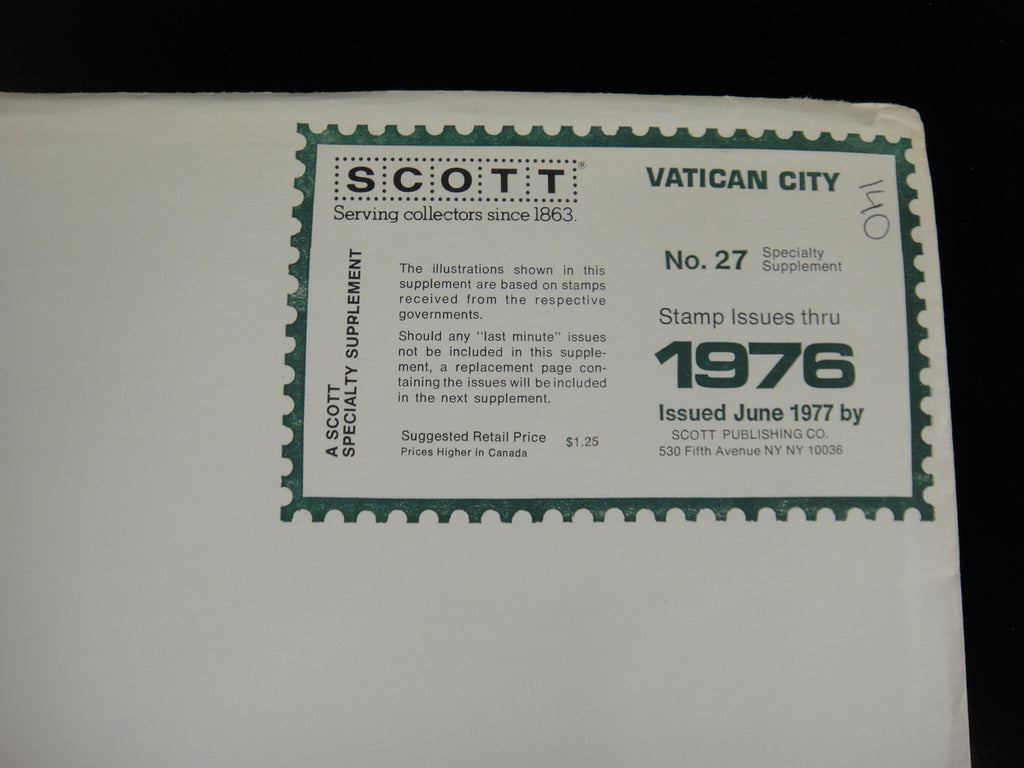 SCOTT®
Serving collectors since 1863.
A SCOTT
SPECIALTY SUPPLEMENT
The illustrations shown in this
supplement are based on stamps
received from the respective
governments.
Should any "last minute" issues
not be included in this supple-
ment, a replacement page con-
taining the issues will be included
in the next supplement.
Suggested Retail Price $1.25
Prices Higher in Canada
VATICAN CITY
140
No. 27 Specialty
Supplement
Stamp Issues thru
1976
Issued June 1977 by
SCOTT PUBLISHING CO.
530 Fifth Avenue NY NY 10036